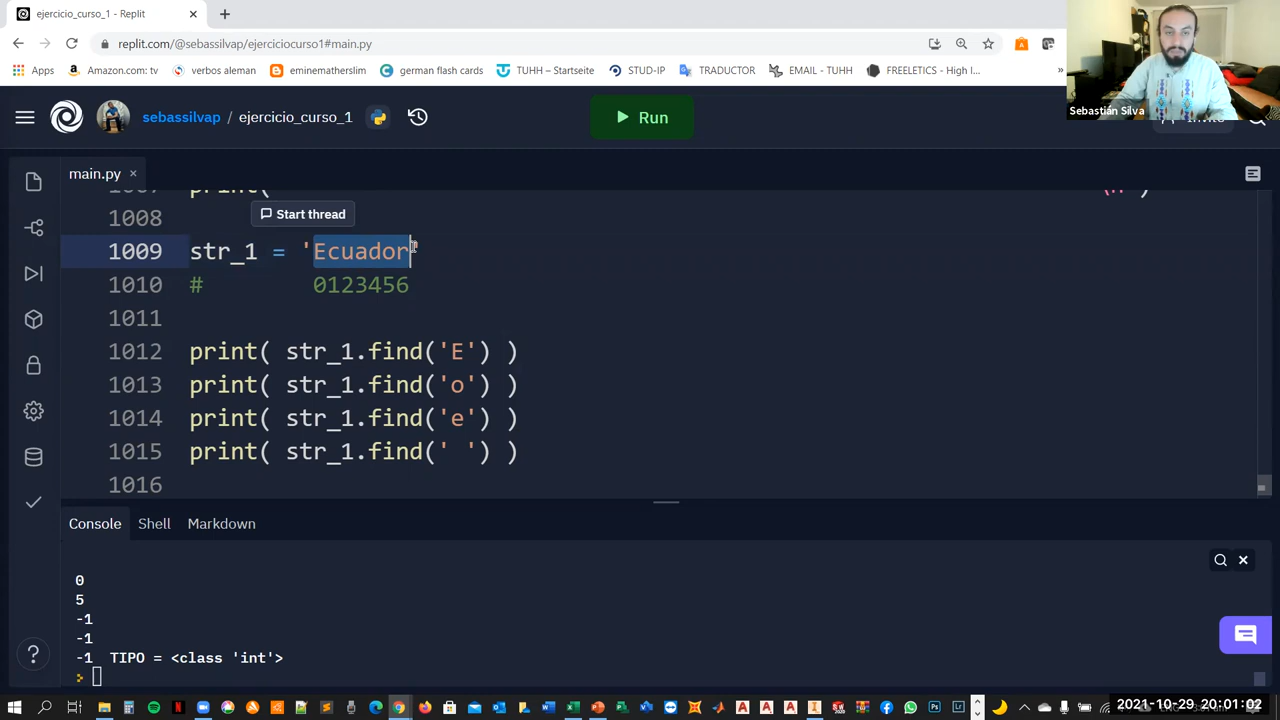 ejercicio_curso_1 - Replit
replit.com/@sebassilvap/ejerciciocurso1#main.py
Apps Amazon.com: tv verbos aleman eminematherslim german flash cards TUHH – Startseite STUD-IP TRADUCTOR EMAIL - TUHH FREELETICS - High I... »
Sebastián Silva
sebassilvap / ejercicio_curso_1 Run
main.py
1008
Start thread
1009 str_1 = 'Ecuador'
1010 # 0123456
1011
1012 print( str_1.find('E') )
1013 print( str_1.find('o') )
1014 print( str_1.find('e') )
1015 print( str_1.find(' ') )
1016
Console Shell Markdown
0
5
-1
-1
-1 TIPO = <class 'int'>
2021-10-29 20:01:02